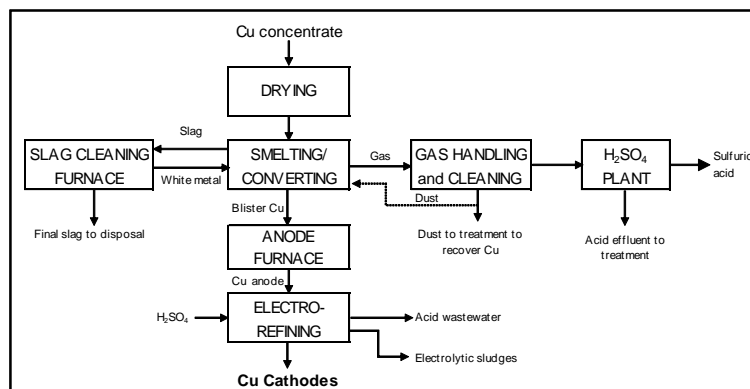 Cu concentrate
DRYING
Slag
SLAG CLEANING
FURNACE
White metal
SMELTING/
CONVERTING
Gas
GAS HANDLING
and CLEANING
Dust
H₂SO₄
PLANT
Sulfuric
acid
Final slag to disposal
Blister Cu
Dust to treatment to
recover Cu
Acid effluent to
treatment
ANODE
FURNACE
Cu anode
H₂SO₄
ELECTRO-
REFINING
Acid wastewater
Electrolytic sludges
Cu Cathodes